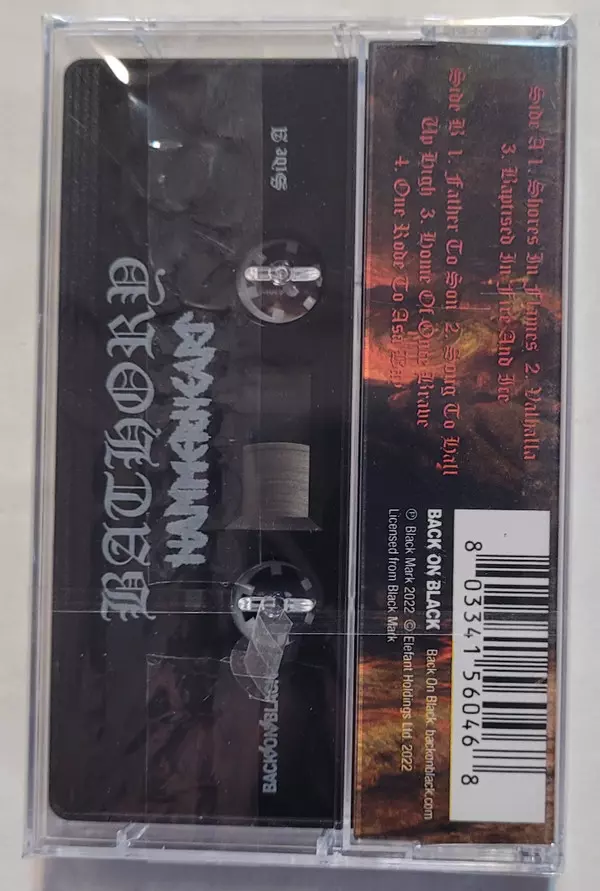 Side A 1. Shores In Flames 2. Valhalla
3. Baptised In Fire And Ice
Side B 1. Father To Son 2. Song To Hall
Up High 3. Home Of Once Brave
4. One Rode To Asa Bay
8 03341 56046 8
BACK ON BLACK Back On Black. backonblack.com
℗ Black Mark 2022 © Elefant Holdings Ltd. 2022
Licensed from Black Mark
Side
BACK ON BLACK
HAMMERHEART
BATHORY